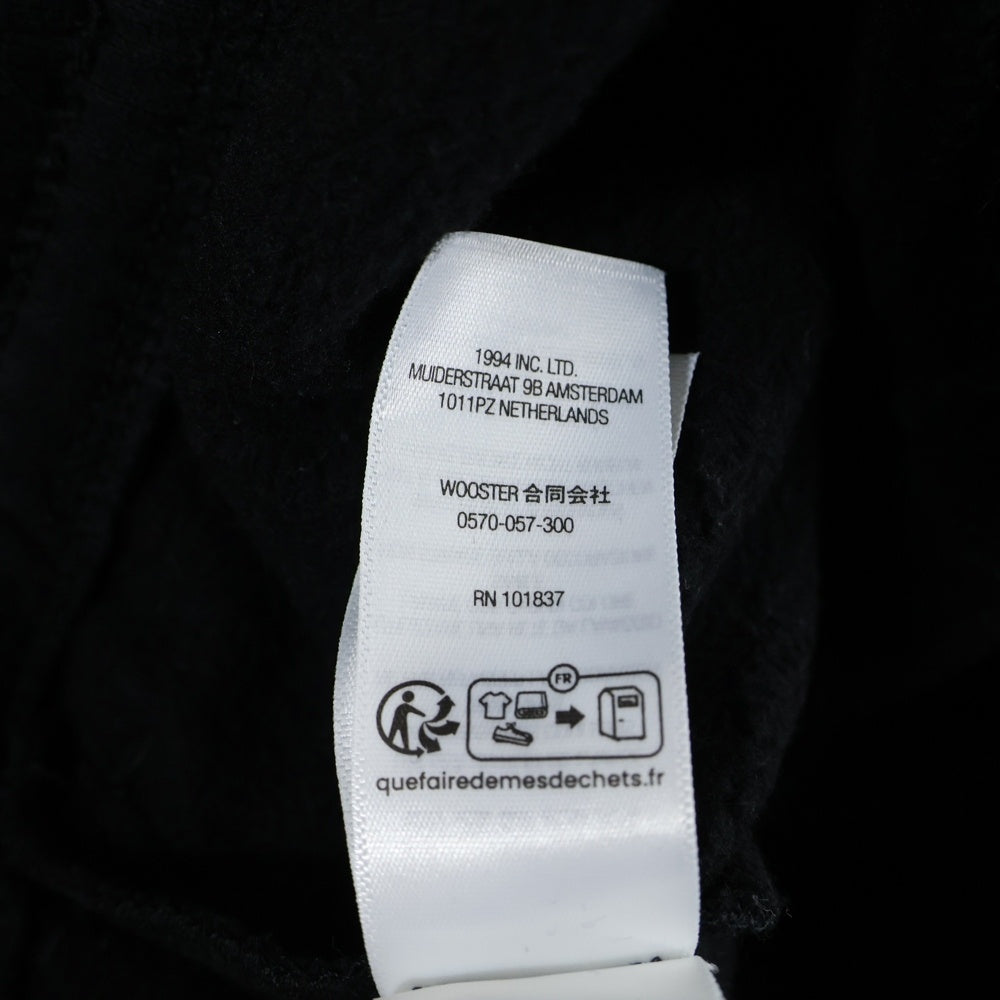 1994 INC. LTD.
MUIDERSTRAAT 9B AMSTERDAM
1011PZ NETHERLANDS
WOOSTER 合同会社
0570-057-300
RN 101837
FR
quefairedemesdechets.fr